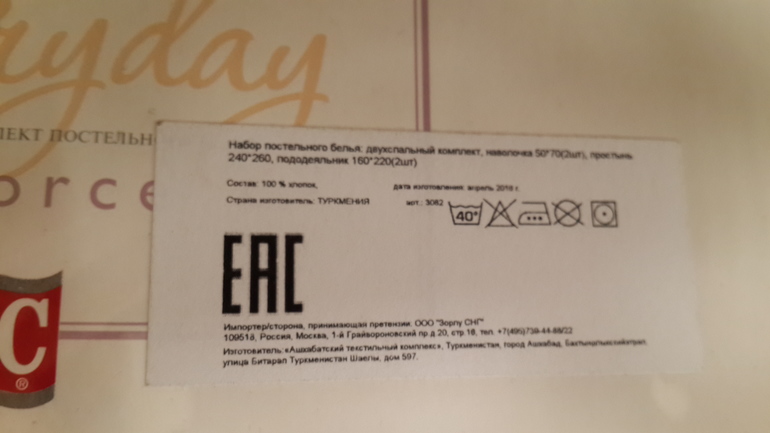 ayday
ЛЕКТ ПОСТЕЛЬН
orce
C
®
Набор постельного белья: двухспальный комплект, наволочка 50*70(2шт), простынь
240*260, пододеяльник 160*220(2шт)
Состав: 100 % хлопок, дата изготовления: апрель 2018 г.
Страна изготовитель: ТУРКМЕНИЯ арт.: 3062
40°
EAC
Импортер/сторона, принимающая претензии: ООО "Зорлу СНГ"
109518, Россия, Москва, 1-й Грайвороновский пр.д 20, стр.18, тел. +7(495)739-44-88/22
Изготовитель: «Ашхабатский текстильный комплекс», Туркменистан, город Ашхабад,
улица Битарап Туркменистан Шаелы, дом 597.